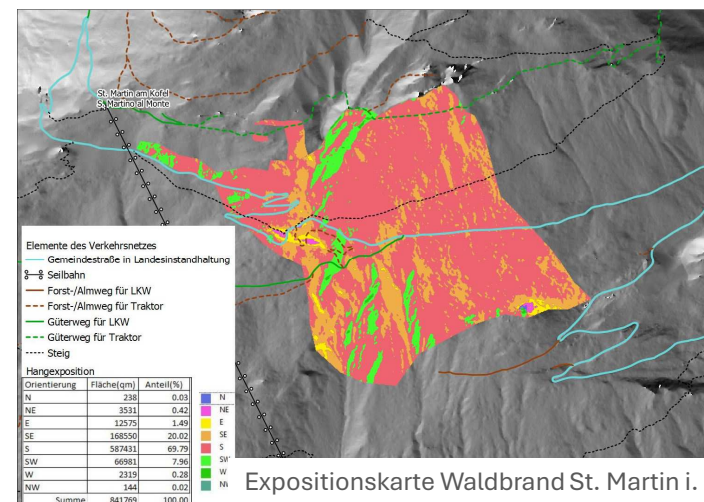 St. Martin am Kofel
S. Martino al Monte
Elemente des Verkehrsnetzes
Gemeindestraße in Landesinstandhaltung
Seilbahn
Forst-/Almweg für LKW
Forst-/Almweg für Traktor
Güterweg für LKW
Güterweg für Traktor
Steig
Hangexposition
Orientierung Fläche(qm) Anteil(%)
N 238 0.03
NE 3531 0.42
E 12575 1.49
SE 168550 20.02
S 587431 69.79
SW 66981 7.96
W 2319 0.28
NW 144 0.02
Summe 841769 100.00
N
NE
E
SE
S
SW
W
NW
Expositionskarte Waldbrand St. Martin i.